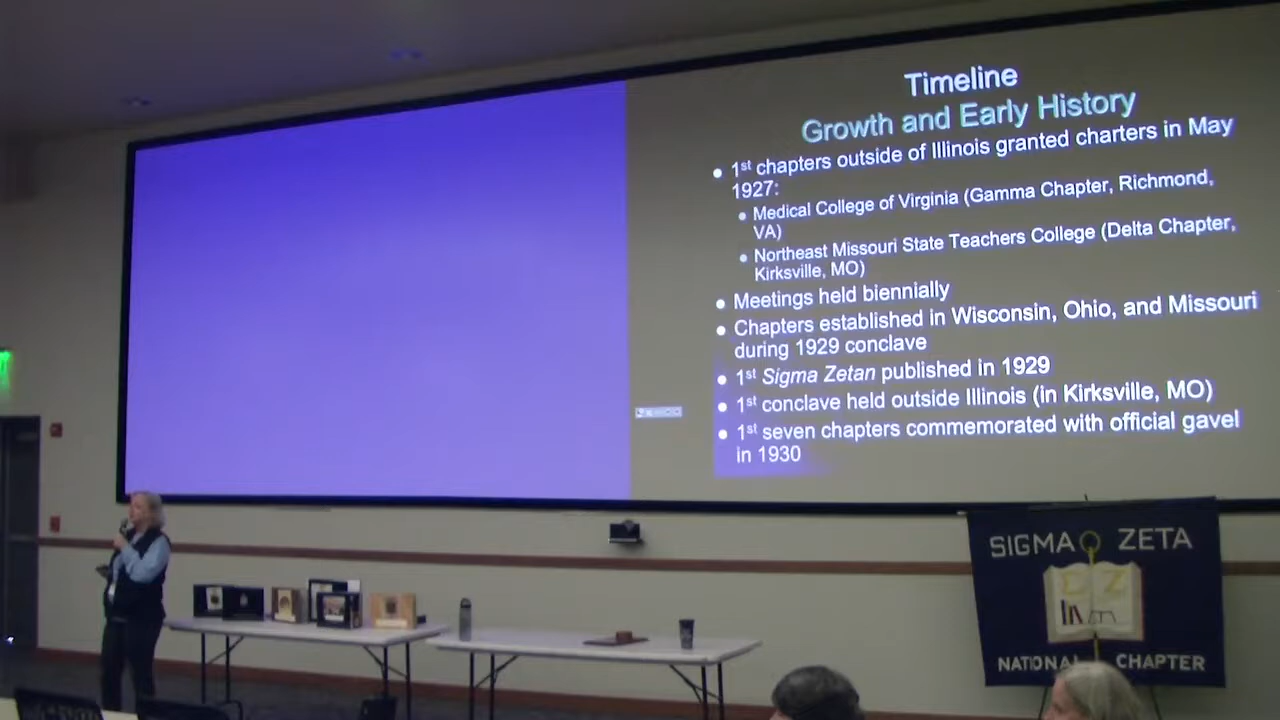 Timeline
Growth and Early History
• 1st chapters outside of Illinois granted charters in May
1927:
• Medical College of Virginia (Gamma Chapter, Richmond,
VA)
• Northeast Missouri State Teachers College (Delta Chapter,
Kirksville, MO)
• Meetings held biennially
• Chapters established in Wisconsin, Ohio, and Missouri
during 1929 conclave
• 1st Sigma Zetan published in 1929
• 1st conclave held outside Illinois (in Kirksville, MO)
• 1st seven chapters commemorated with official gavel
in 1930
SIGMA ZETA
Σ Z
NATIONAL CHAPTER